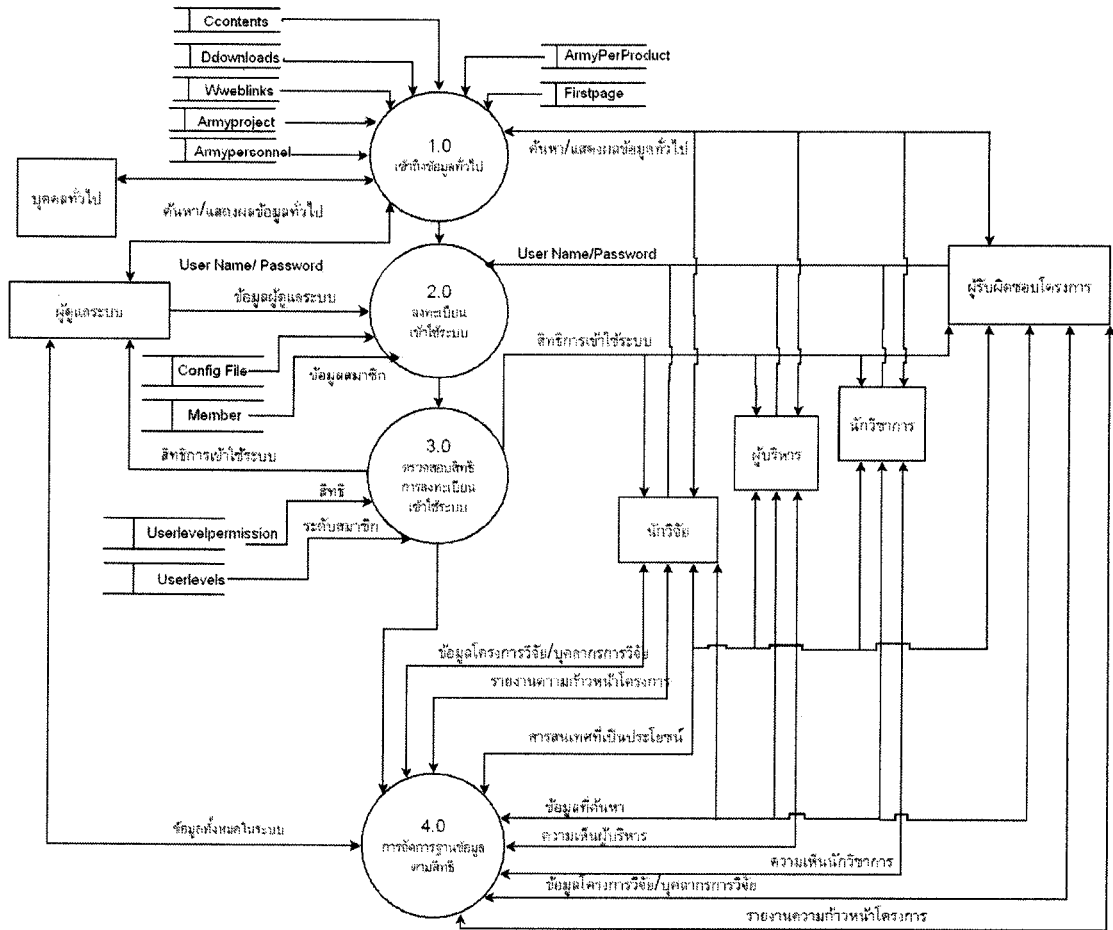 Ccontents
Ddownloads
ArmyPerProduct
Wweblinks
Firstpage
Armyproject
Armypersonnel
1.0
เข้าถึงข้อมูลทั่วไป
ค้นหา/แสดงผลข้อมูลทั่วไป
บุคคลทั่วไป
ค้นหา/แสดงผลข้อมูลทั่วไป
User Name/ Password
User Name/Password
ผู้รับผิดชอบโครงการ
2.0
ลงทะเบียน
เข้าใช้ระบบ
ข้อมูลผู้ดูแลระบบ
ผู้ดูแลระบบ
สิทธิการเข้าใช้ระบบ
Config File
ข้อมูลสมาชิก
Member
นักวิชาการ
ผู้บริหาร
3.0
ตรวจสอบสิทธิ
การลงทะเบียน
เข้าใช้ระบบ
สิทธิการเข้าใช้ระบบ
สิทธิ
Userlevelpermission
ระดับสมาชิก
Userlevels
นักวิจัย
ข้อมูลโครงการวิจัย/บุคลากรการวิจัย
รายงานความก้าวหน้าโครงการ
สารสนเทศที่เป็นประโยชน์
4.0
การจัดการฐานข้อมูล
ตามสิทธิ
ข้อมูลทั้งหมดในระบบ
ข้อมูลที่ค้นหา
ความเห็นผู้บริหาร
ความเห็นนักวิชาการ
ข้อมูลโครงการวิจัย/บุคลากรการวิจัย
รายงานความก้าวหน้าโครงการ